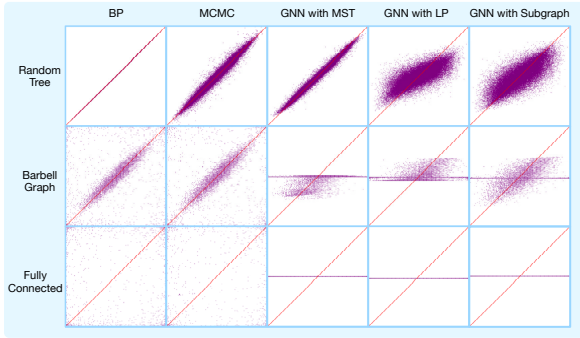 BP MCMC GNN with MST GNN with LP GNN with Subgraph
Random
Tree
Barbell
Graph
Fully
Connected